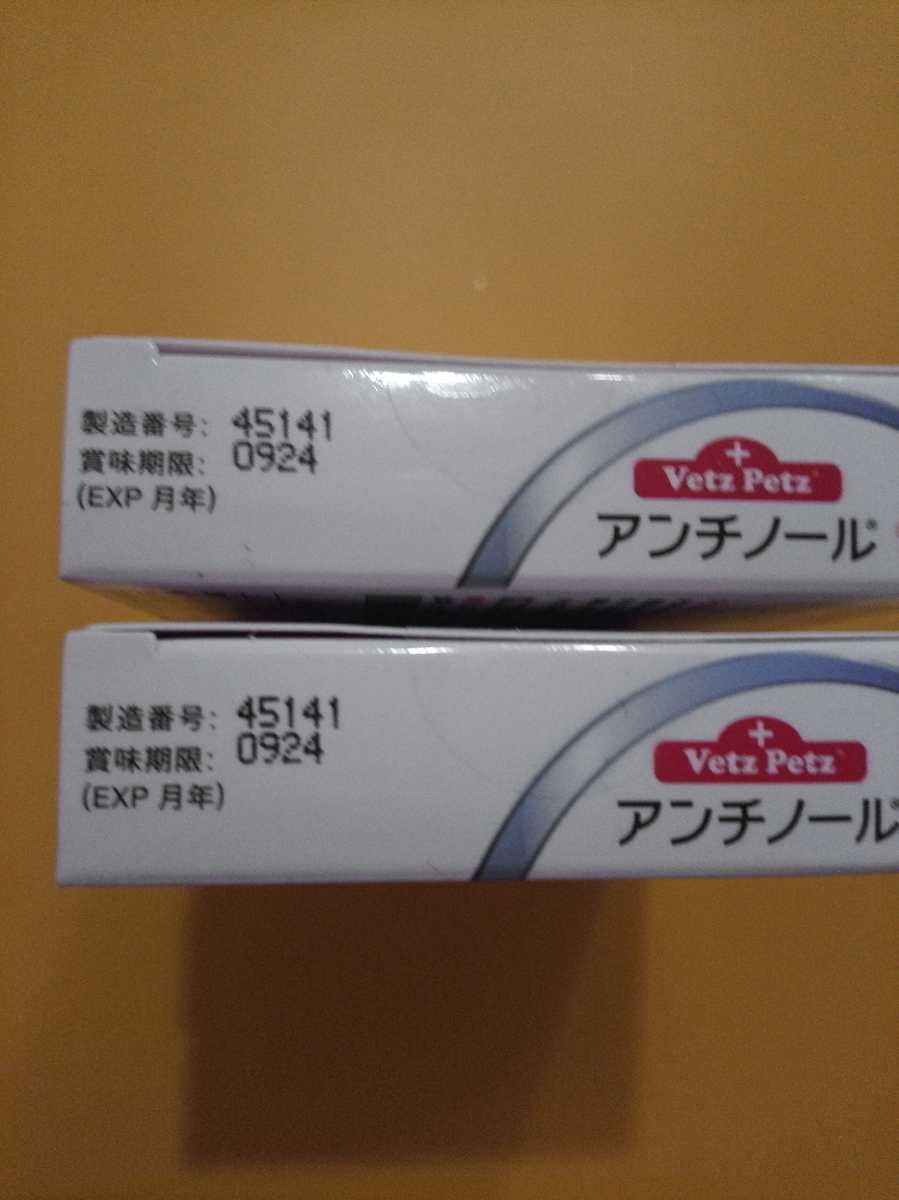 製造番号: 45141
賞味期限: 0924
(EXP 月年)
Vetz Petz™
アンチノール®
製造番号: 45141
賞味期限: 0924
(EXP 月年)
Vetz Petz™
アンチノール®